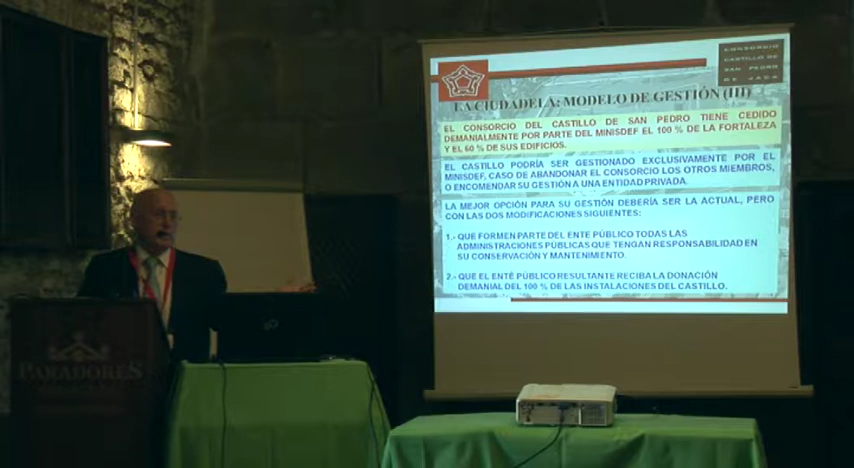 CONSORCIO
CASTILLO DE
SAN PEDRO
DE JACA
LA CIUDADELA: MODELO DE GESTIÓN (III)
EL CONSORCIO DEL CASTILLO DE SAN PEDRO TIENE CEDIDO
DEMANIALMENTE POR PARTE DEL MINISDEF EL 100 % DE LA FORTALEZA
Y EL 60 % DE SUS EDIFICIOS.
EL CASTILLO PODRÍA SER GESTIONADO EXCLUSIVAMENTE POR EL
MINISDEF, CASO DE ABANDONAR EL CONSORCIO LOS OTROS MIEMBROS,
O ENCOMENDAR SU GESTIÓN A UNA ENTIDAD PRIVADA.
LA MEJOR OPCIÓN PARA SU GESTIÓN DEBERÍA SER LA ACTUAL, PERO
CON LAS DOS MODIFICACIONES SIGUIENTES:
1.- QUE FORMEN PARTE DEL ENTE PÚBLICO TODAS LAS
ADMINISTRACIONES PÚBLICAS QUE TENGAN RESPONSABILIDAD EN
SU CONSERVACIÓN Y MANTENIMIENTO.
2.- QUE EL ENTE PÚBLICO RESULTANTE RECIBA LA DONACIÓN
DEMANIAL DEL 100 % DE LAS INSTALACIONES DEL CASTILLO.
PARADORES